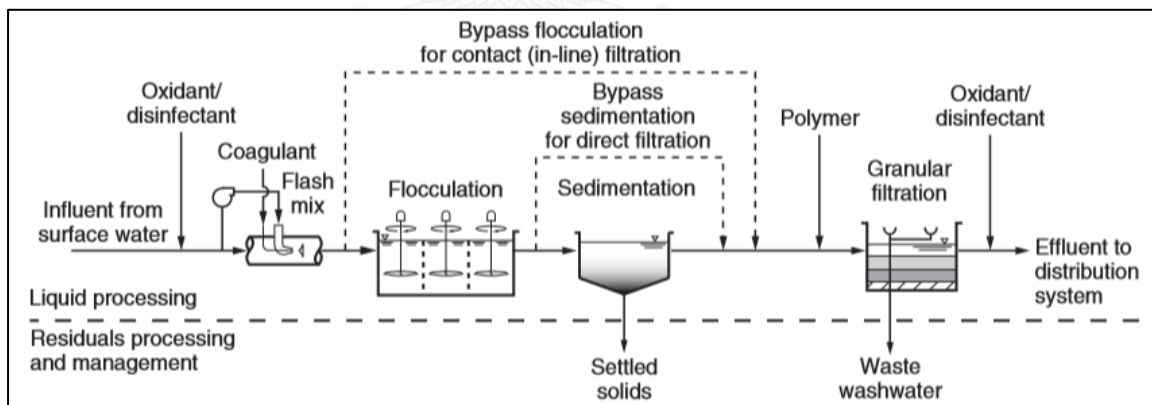 Bypass flocculation
for contact (in-line) filtration
Oxidant/
disinfectant
Bypass
sedimentation
for direct filtration
Polymer
Oxidant/
disinfectant
Coagulant
Flash
mix
Flocculation
Sedimentation
Granular
filtration
Influent from
surface water
Effluent to
distribution
system
Liquid processing
Residuals processing
and management
Settled
solids
Waste
washwater